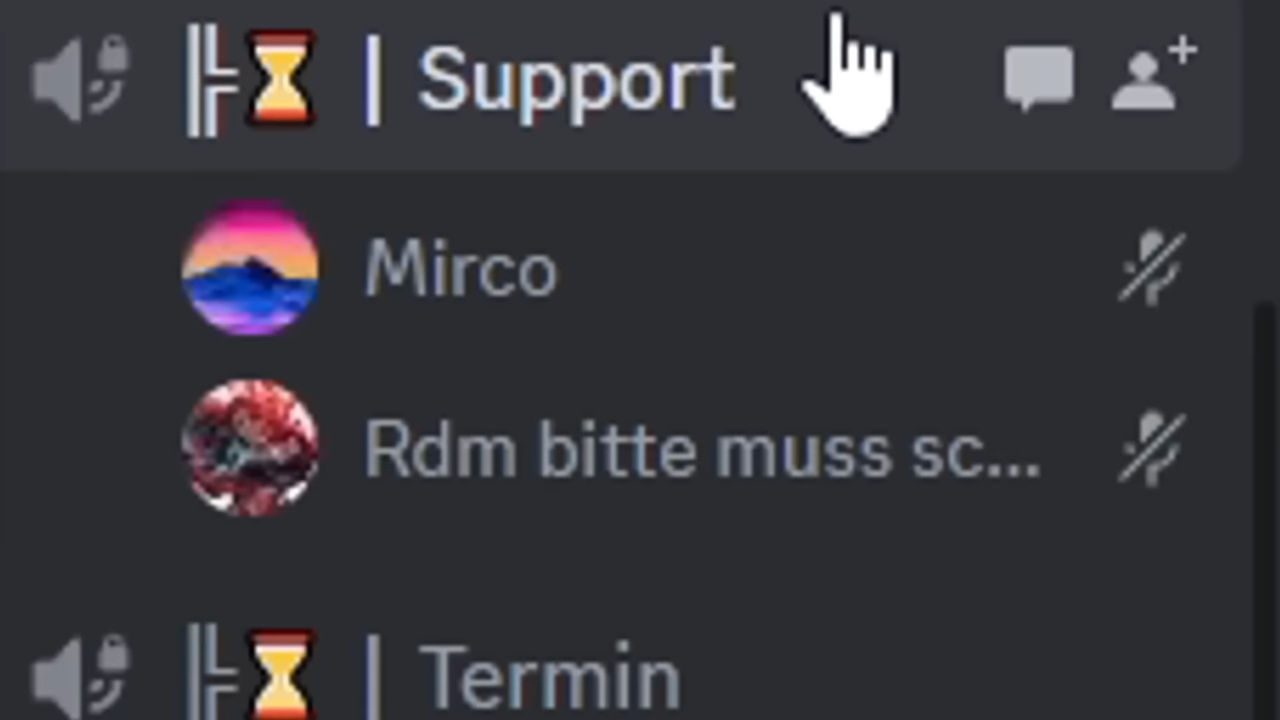 ╠⌛ | Support
Mirco
Rdm bitte muss sc...
╠⌛ | Termin